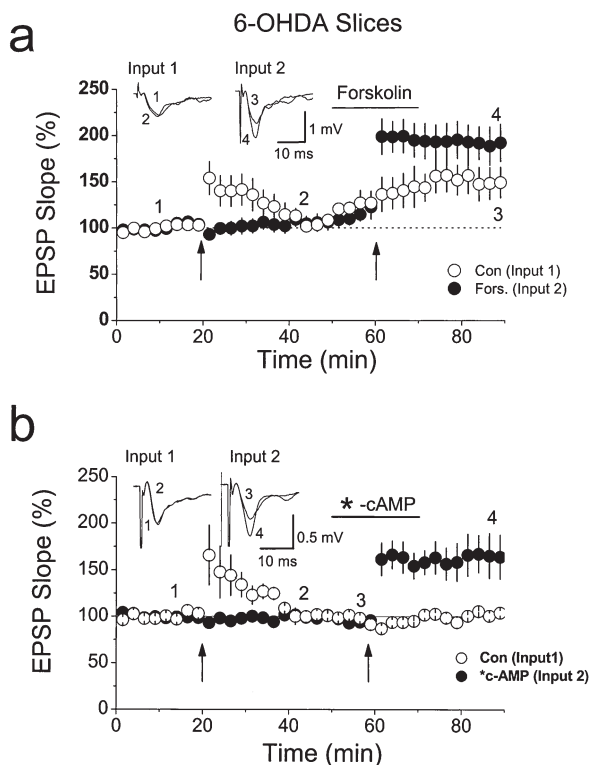 6-OHDA Slices
a
Input 1
Input 2
Forskolin
1
2
3
4
1 mV
10 ms
250
200
150
100
50
0
EPSP Slope (%)
1
2
4
3
Con (Input 1)
Fors. (Input 2)
0
20
40
60
80
Time (min)
b
Input 1
Input 2
* -cAMP
2
1
3
4
0.5 mV
10 ms
250
200
150
100
50
0
EPSP Slope (%)
1
2
3
4
Con (Input1)
*c-AMP (Input 2)
0
20
40
60
80
Time (min)